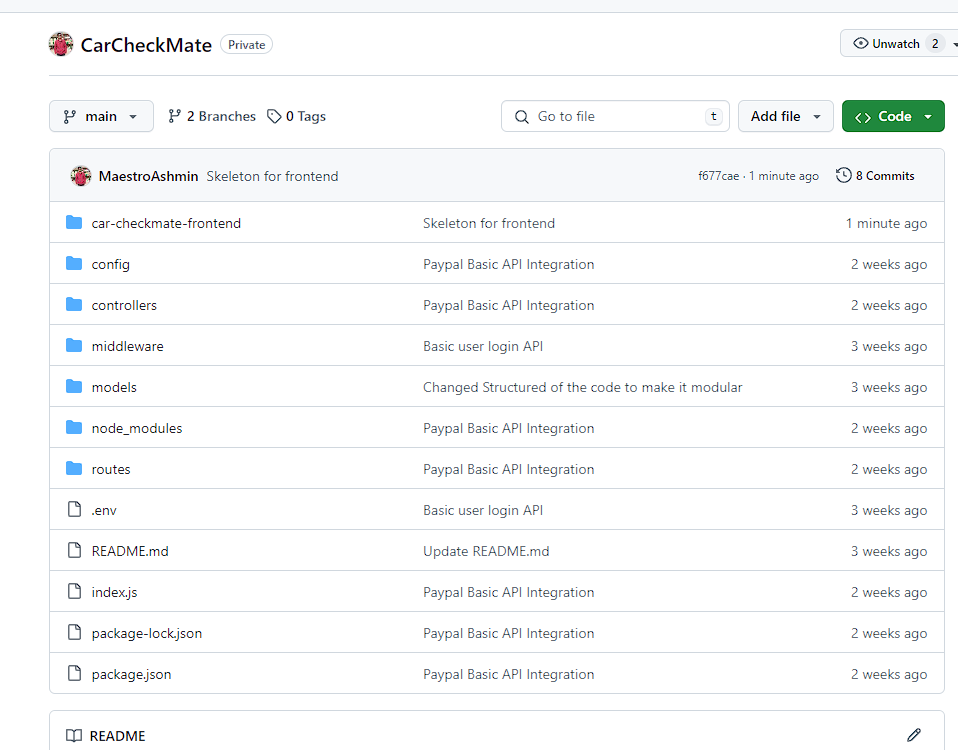 CarCheckMate Private Unwatch 2
main 2 Branches 0 Tags Go to file t Add file Code
MaestroAshmin Skeleton for frontend f677cae · 1 minute ago 8 Commits
car-checkmate-frontend Skeleton for frontend 1 minute ago
config Paypal Basic API Integration 2 weeks ago
controllers Paypal Basic API Integration 2 weeks ago
middleware Basic user login API 3 weeks ago
models Changed Structured of the code to make it modular 3 weeks ago
node_modules Paypal Basic API Integration 2 weeks ago
routes Paypal Basic API Integration 2 weeks ago
.env Basic user login API 3 weeks ago
README.md Update README.md 3 weeks ago
index.js Paypal Basic API Integration 2 weeks ago
package-lock.json Paypal Basic API Integration 2 weeks ago
package.json Paypal Basic API Integration 2 weeks ago
README